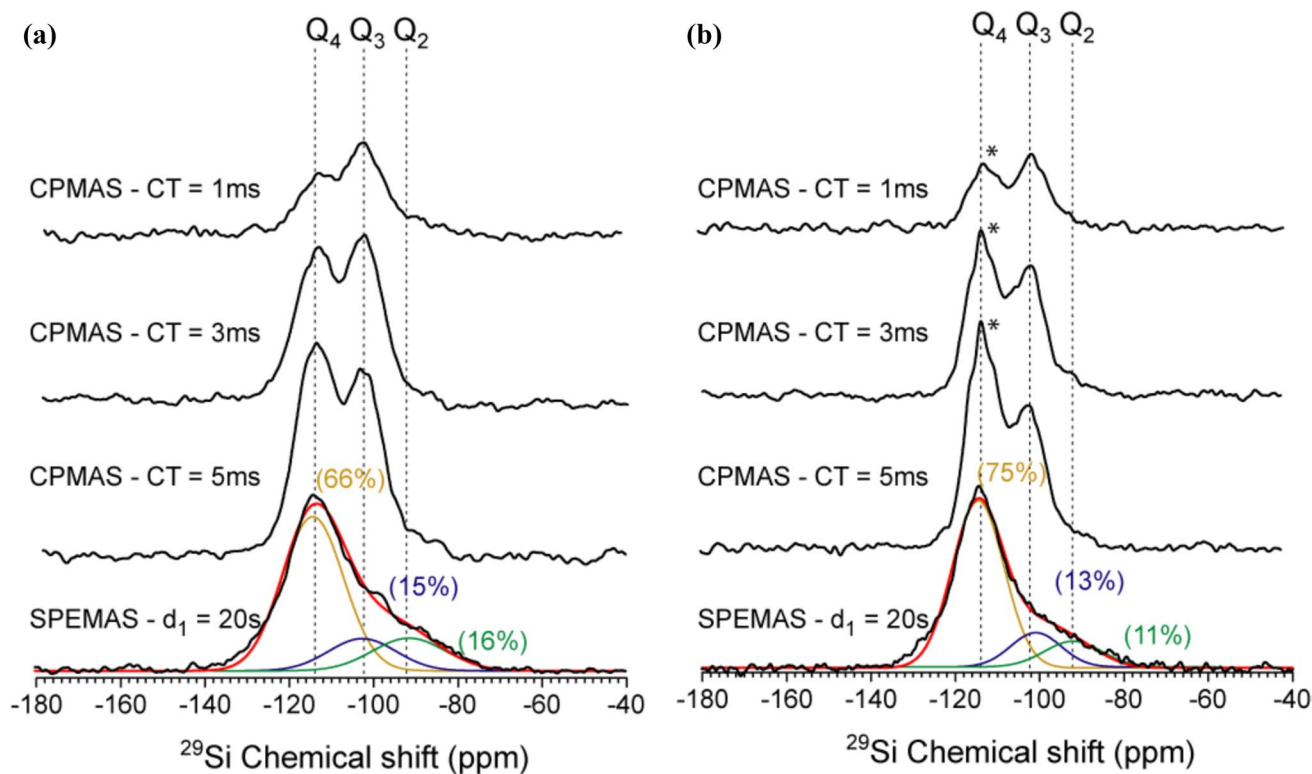 (a)
Q4 Q3 Q2
CPMAS - CT = 1ms
CPMAS - CT = 3ms
CPMAS - CT = 5ms
(66%)
(15%)
SPEMAS - d1 = 20s
(16%)
-180 -160 -140 -120 -100 -80 -60 -40
29Si Chemical shift (ppm)
(b)
Q4 Q3 Q2
*
CPMAS - CT = 1ms
*
CPMAS - CT = 3ms
*
CPMAS - CT = 5ms
(75%)
(13%)
SPEMAS - d1 = 20s
(11%)
-180 -160 -140 -120 -100 -80 -60 -40
29Si Chemical shift (ppm)